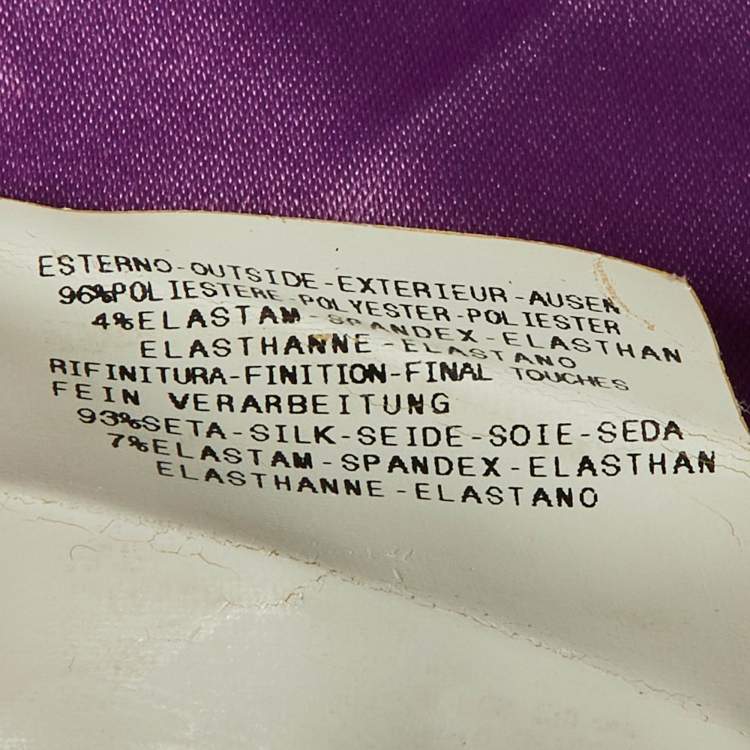 ESTERNO-OUTSIDE-EXTERIEUR-AUSEN
96%POLIESTERE-POLYESTER-POLIESTER
4%ELASTAM-SPANDEX-ELASTHAN
ELASTHANNE-ELASTANO
RIFINITURA-FINITION-FINAL TOUCHES
FEIN VERARBEITUNG
93%SETA-SILK-SEIDE-SOIE-SEDA
7%ELASTAM-SPANDEX-ELASTHAN
ELASTHANNE-ELASTANO